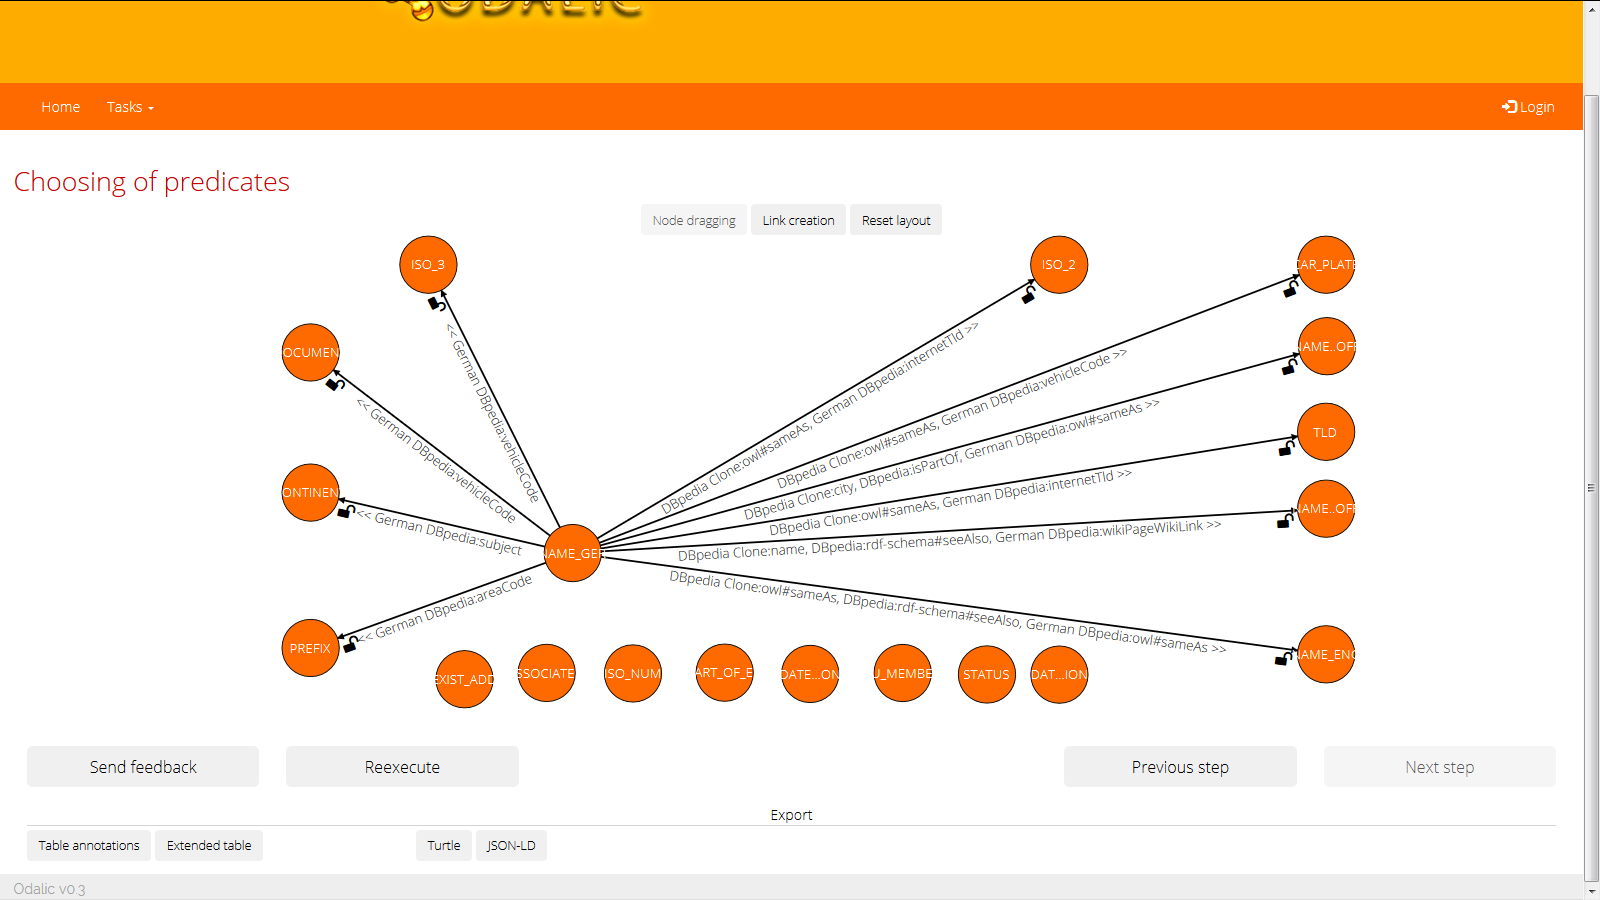 ODALIC
Home
Tasks
Login
Choosing of predicates
Node dragging
Link creation
Reset layout
ISO_3
ISO_2
CAR_PLATE
OCUMEN
NAME..OFF
<< German DBpedia:vehicleCode
DBpedia Clone:owl#sameAs, German DBpedia:internetTld >>
DBpedia Clone:owl#sameAs, German DBpedia:vehicleCode >>
<< German DBpedia:vehicleCode
DBpedia Clone:city, DBpedia:isPartOf, German DBpedia:owl#sameAs >>
TLD
ONTINEN
DBpedia Clone:owl#sameAs, German DBpedia:internetTld >>
NAME..OFF
<< German DBpedia:subject
DBpedia Clone:name, DBpedia:rdf-schema#seeAlso, German DBpedia:wikiPageWikiLink >>
NAME_GER
<< German DBpedia:areaCode
DBpedia Clone:owl#sameAs, DBpedia:rdf-schema#seeAlso, German DBpedia:owl#sameAs >>
PREFIX
NAME_ENG
EXIST_ADD
SSOCIATE
ISO_NUM
ART_OF_E
DATE...ON
U_MEMBE
STATUS
DAT...ION
Send feedback
Reexecute
Previous step
Next step
Export
Table annotations
Extended table
Turtle
JSON-LD
Odalic v0.3